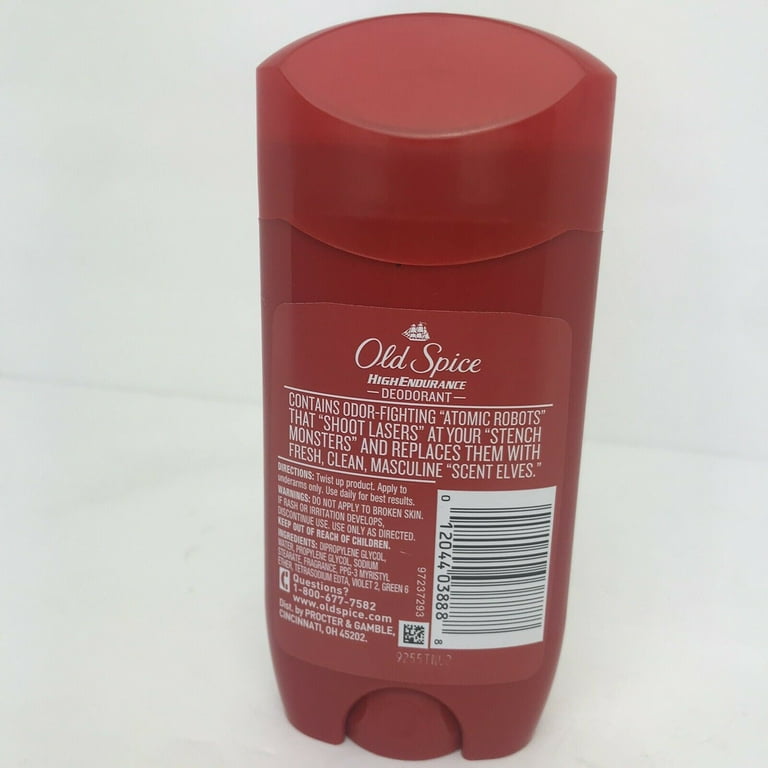 Old Spice
HIGH ENDURANCE
DEODORANT
CONTAINS ODOR-FIGHTING "ATOMIC ROBOTS"
THAT "SHOOT LASERS" AT YOUR "STENCH
MONSTERS" AND REPLACES THEM WITH
FRESH, CLEAN, MASCULINE "SCENT ELVES."
DIRECTIONS: Twist up product. Apply to
underarms only. Use daily for best results.
WARNINGS: DO NOT APPLY TO BROKEN SKIN.
IF RASH OR IRRITATION DEVELOPS,
DISCONTINUE USE. USE ONLY AS DIRECTED.
KEEP OUT OF REACH OF CHILDREN.
INGREDIENTS: DIPROPYLENE GLYCOL,
WATER, PROPYLENE GLYCOL, SODIUM
STEARATE, FRAGRANCE, PPG-3 MYRISTYL
ETHER, TETRASODIUM EDTA, VIOLET 2, GREEN 6
Questions?
1-800-677-7582
www.oldspice.com
Dist. by PROCTER & GAMBLE,
CINCINNATI, OH 45202.
97237293
0 12044 03888 8